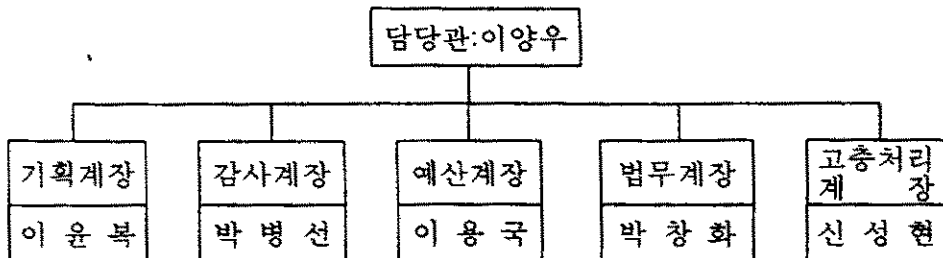 담당관:이양우
기획계장 감사계장 예산계장 법무계장 고충처리
계 장
이 윤 복 박 병 선 이 용 국 박 창 화 신 성 현